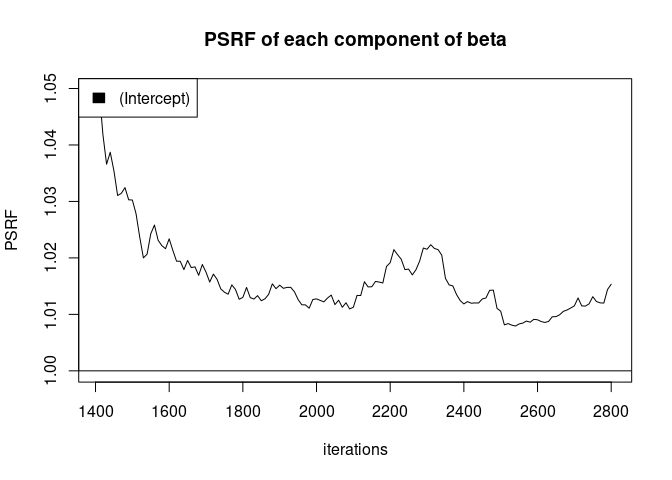 PSRF of each component of beta
(Intercept)
1.05
1.04
1.03
1.02
1.01
1.00
PSRF
1400 1600 1800 2000 2200 2400 2600 2800
iterations